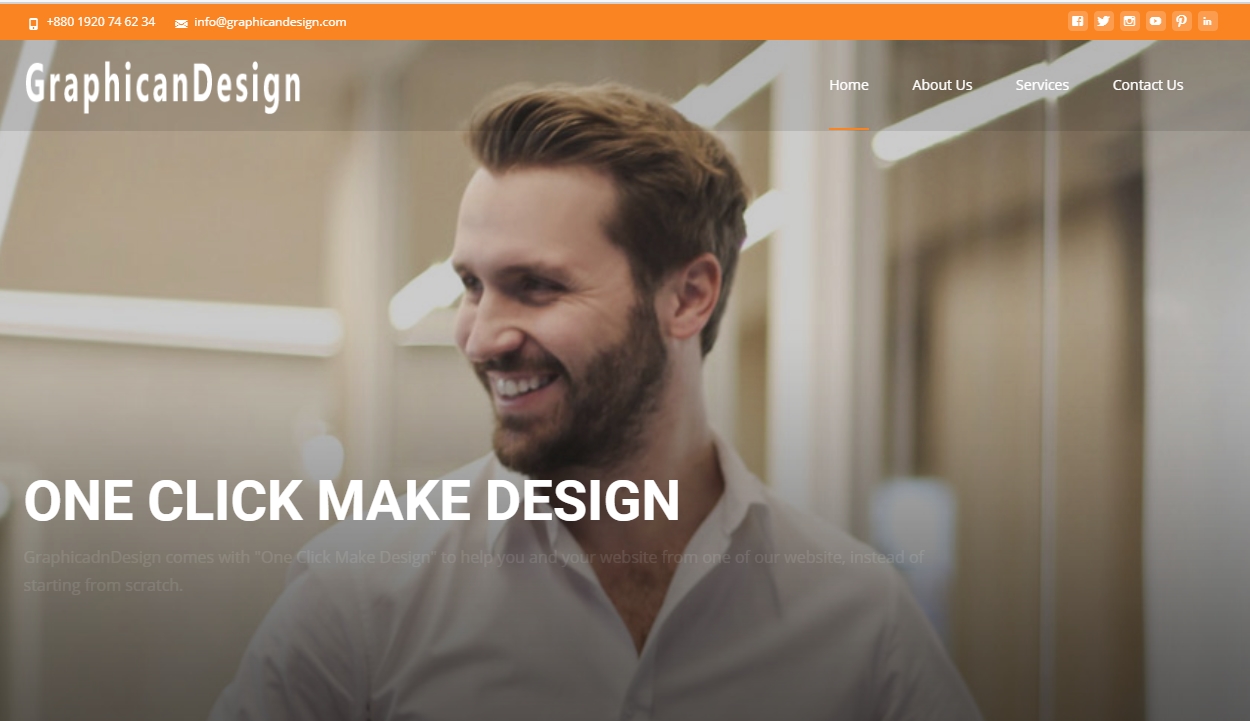 +880 1920 74 62 34 info@graphicandesign.com
GraphicanDesign
Home About Us Services Contact Us
ONE CLICK MAKE DESIGN
GraphicadnDesign comes with "One Click Make Design" to help you and your website from one of our website, instead of
starting from scratch.